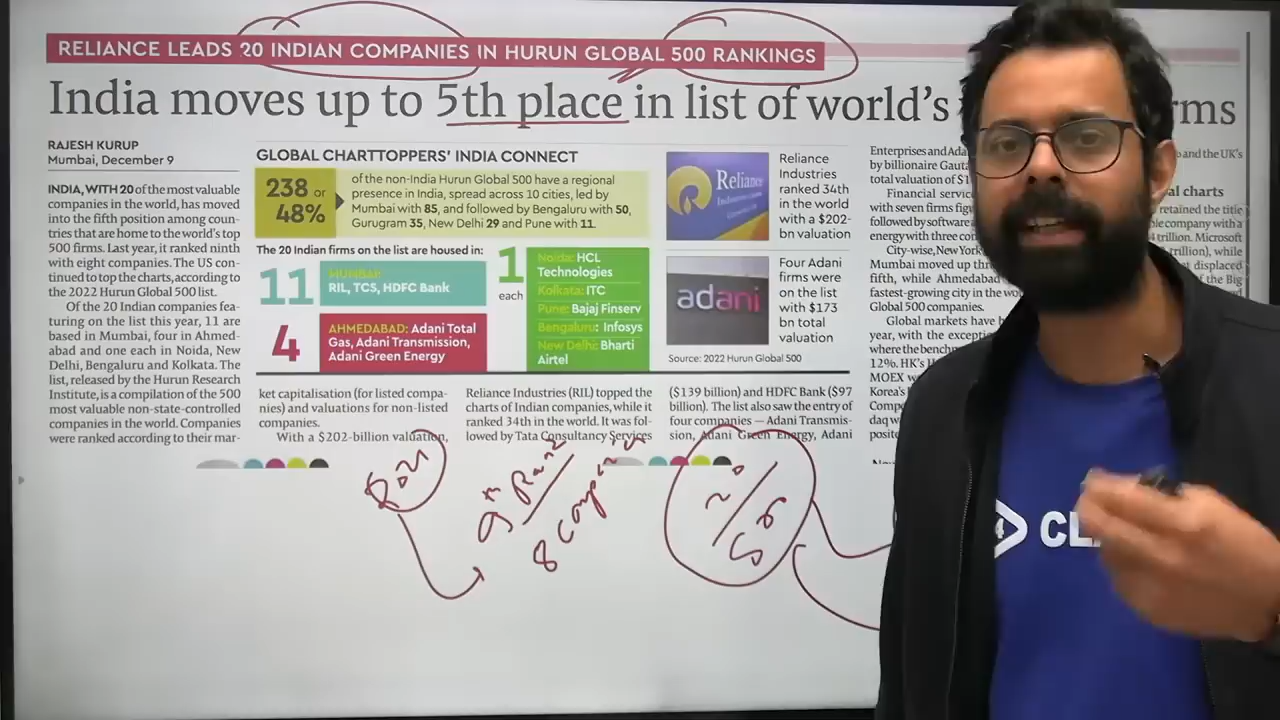 RELIANCE LEADS 20 INDIAN COMPANIES IN HURUN GLOBAL 500 RANKINGS
India moves up to 5th place in list of world's
RAJESH KURUP
Mumbai, December 9
INDIA, WITH 20 of the most valuable
companies in the world, has moved
into the fifth position among coun-
tries that are home to the world's top
500 firms. Last year, it ranked ninth
with eight companies. The US con-
tinued to top the charts, according to
the 2022 Hurun Global 500 list.
Of the 20 Indian companies fea-
turing on the list this year, 11 are
based in Mumbai, four in Ahmed-
abad and one each in Noida, New
Delhi, Bengaluru and Kolkata. The
list, released by the Hurun Research
Institute, is a compilation of the 500
most valuable non-state-controlled
companies in the world. Companies
were ranked according to their mar-
GLOBAL CHARTTOPPERS' INDIA CONNECT
238 or
48%
of the non-India Hurun Global 500 have a regional
presence in India, spread across 10 cities, led by
Mumbai with 85, and followed by Bengaluru with 50,
Gurugram 35, New Delhi 29 and Pune with 11.
The 20 Indian firms on the list are housed in:
11
MUMBAI:
RIL, TCS, HDFC Bank
4
AHMEDABAD: Adani Total
Gas, Adani Transmission,
Adani Green Energy
1
each
Noida: HCL
Technologies
Kolkata: ITC
Pune: Bajaj Finserv
Bengaluru: Infosys
New Delhi: Bharti
Airtel
Reliance
Reliance
Industries
ranked 34th
in the world
with a $202-
bn valuation
adani
Four Adani
firms were
on the list
with $173
bn total
valuation
Source: 2022 Hurun Global 500
ket capitalisation (for listed compa-
nies) and valuations for non-listed
companies.
With a $202-billion valuation,
Reliance Industries (RIL) topped the
charts of Indian companies, while it
ranked 34th in the world. It was fol-
lowed by Tata Consultancy Services
($139 billion) and HDFC Bank ($97
billion). The list also saw the entry of
four companies — Adani Transmis-
sion, Adani Green Energy, Adani
Enterprises and
by billionaire
total valuation of
Financial
with seven
followed by software
energy with three
City-wise, New York
Mumbai moved up
fifth, while Ahmedabad
fastest-growing city in the
Global 500 companies.
Global markets have
year, with the
where the
12%. HK's
MOEX
Korea's
and the UK's
charts
retained the title
company with a
trillion. Microsoft
trillion), while
displaced
the Big
9th Rank
8 Companies
20